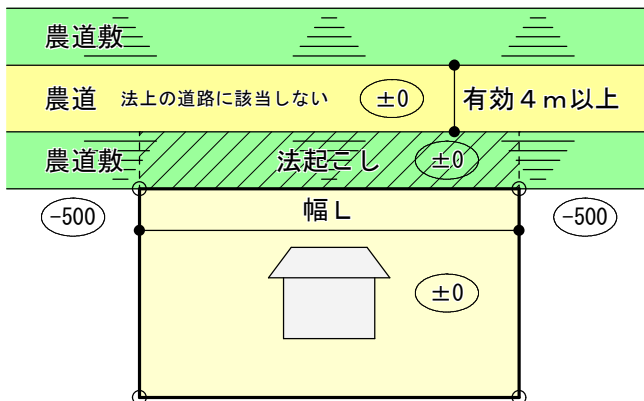 農道敷
農道 法上の道路に該当しない ±0 有効4m以上
農道敷 法起こし ±0
-500 幅L -500
±0